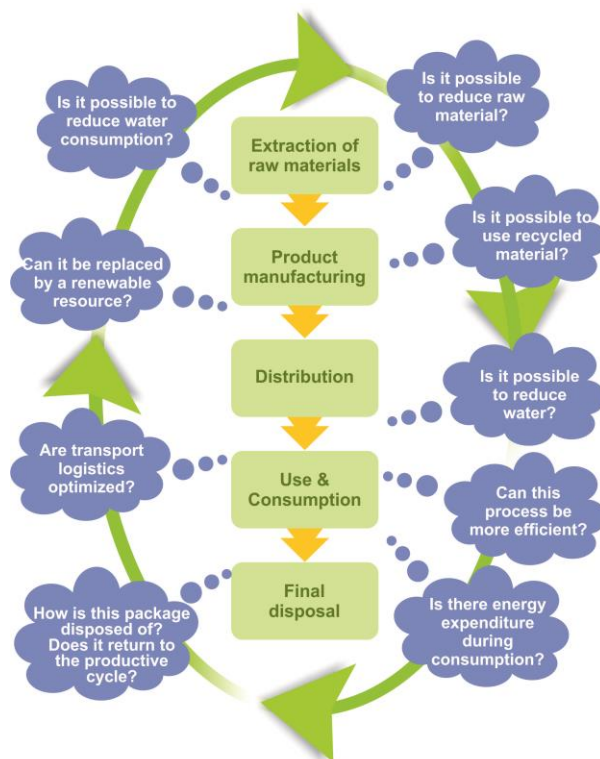 Is it possible to
reduce water
consumption?
Is it possible
to reduce raw
material?
Extraction of
raw materials
Can it be replaced
by a renewable
resource?
Product
manufacturing
Is it possible to
use recycled
material?
Distribution
Is it possible
to reduce
water?
Are transport
logistics
optimized?
Use &
Consumption
Can this
process be
more efficient?
How is this package
disposed of?
Does it return to
the productive
cycle?
Final
disposal
Is there energy
expenditure
during
consumption?